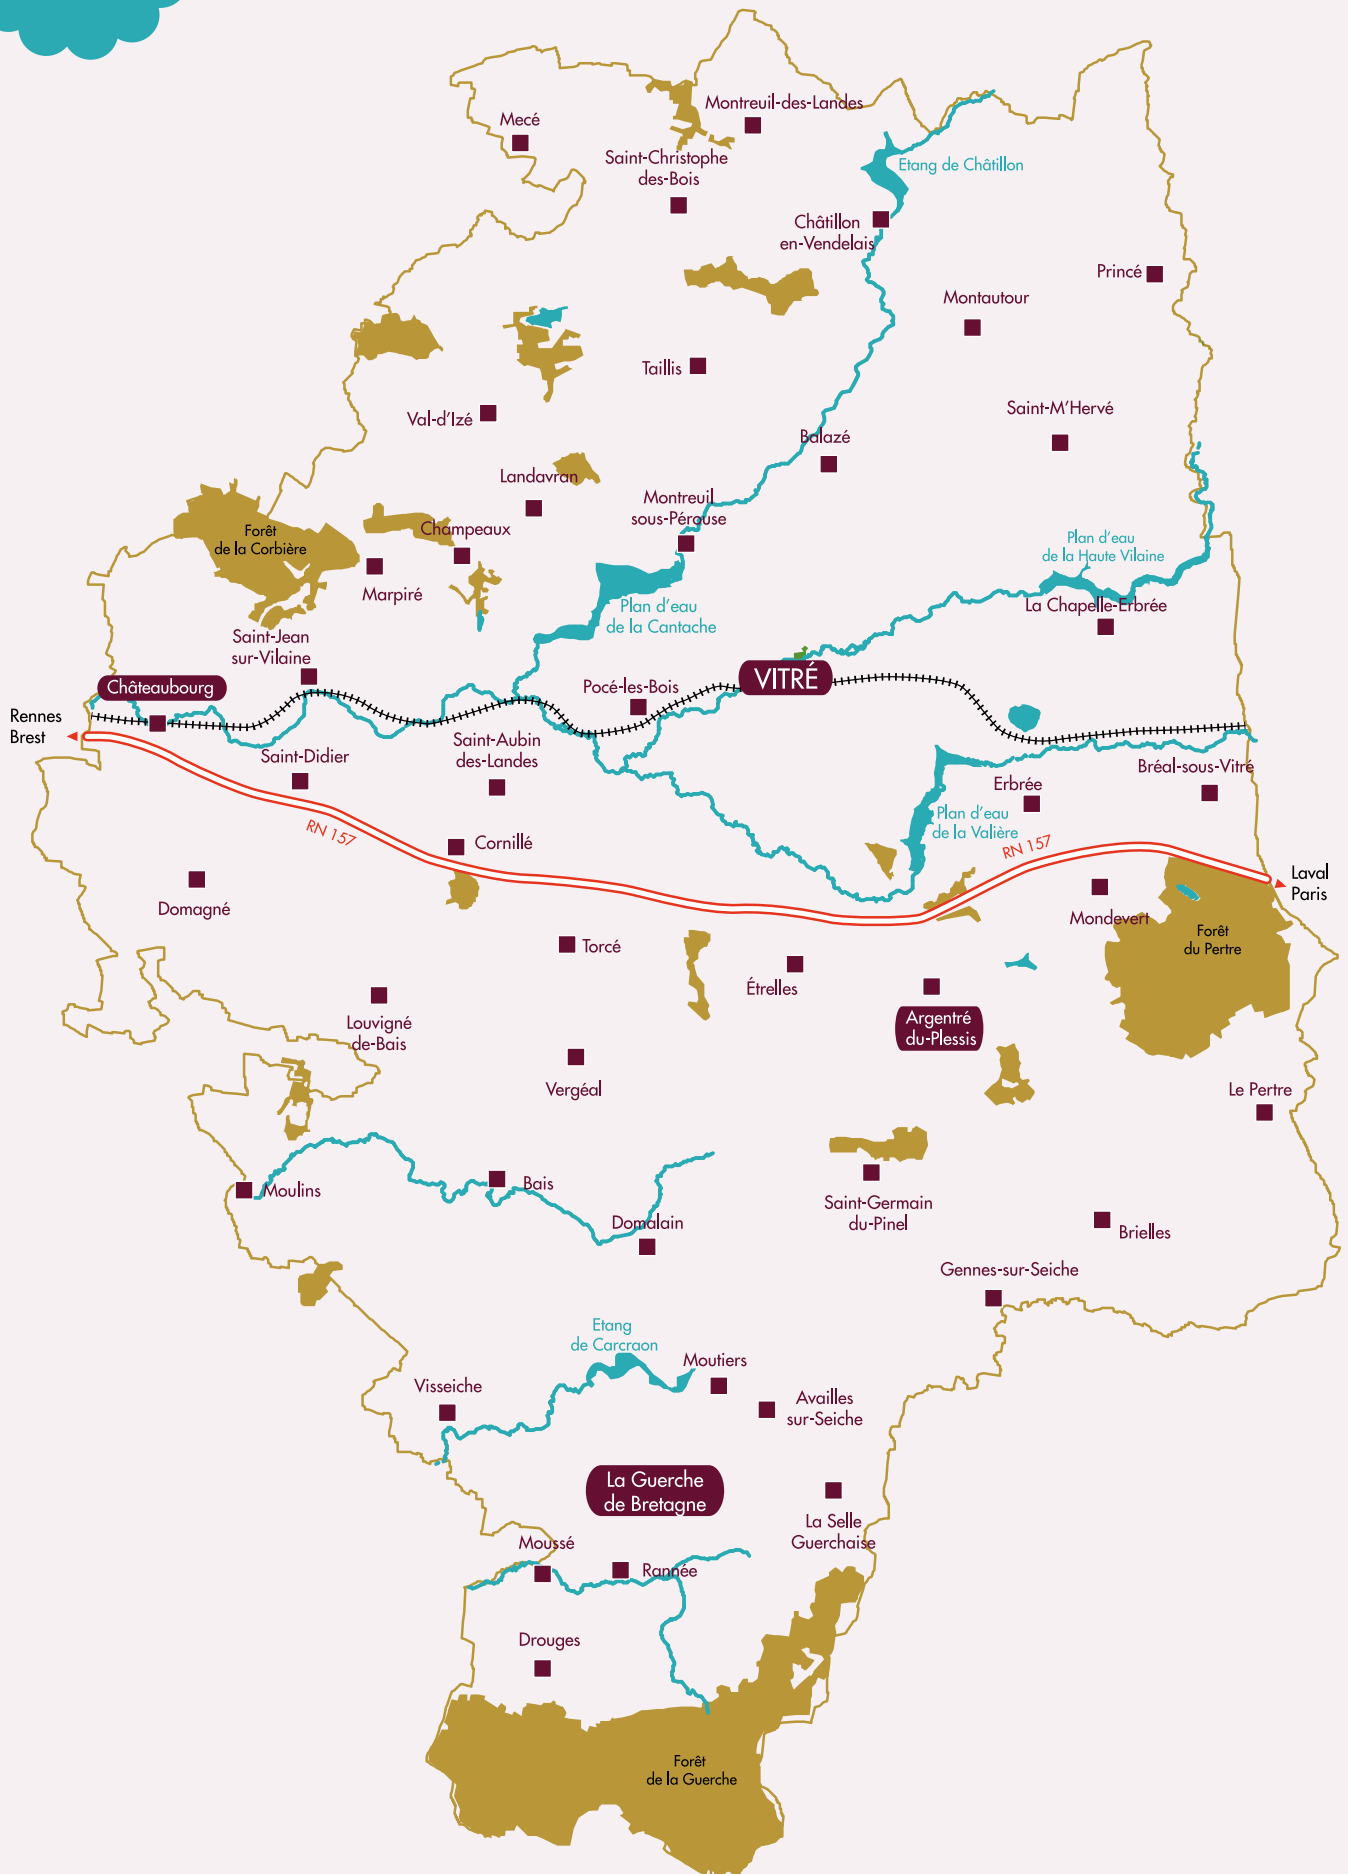 Mecé
Montreuil-des-Landes
Saint-Christophe
des-Bois
Etang de Châtillon
Châtillon
en-Vendelais
Princé
Montautour
Taillis
Val-d'Izé
Saint-M'Hervé
Balazé
Landavran
Montreuil
sous-Pérouse
Champeaux
Forêt
de la Corbière
Marpiré
Plan d'eau
de la Haute Vilaine
Plan d'eau
de la Cantache
La Chapelle-Erbrée
Saint-Jean
sur-Vilaine
Châteaubourg
Pocé-les-Bois
VITRÉ
Rennes
Brest
Saint-Didier
Saint-Aubin
des-Landes
Erbrée
Bréal-sous-Vitré
Plan d'eau
de la Valière
RN 157
RN 157
Cornillé
Laval
Paris
Domagné
Mondevert
Forêt
du Pertre
Torcé
Étrelles
Argentré
du-Plessis
Louvigné
de-Bais
Vergéal
Le Pertre
Moulins
Bais
Saint-Germain
du-Pinel
Domalain
Brielles
Gennes-sur-Seiche
Etang
de Carcraon
Moutiers
Visseiche
Availles
sur-Seiche
La Guerche
de Bretagne
La Selle
Guerchaise
Moussé
Rannée
Drouges
Forêt
de la Guerche